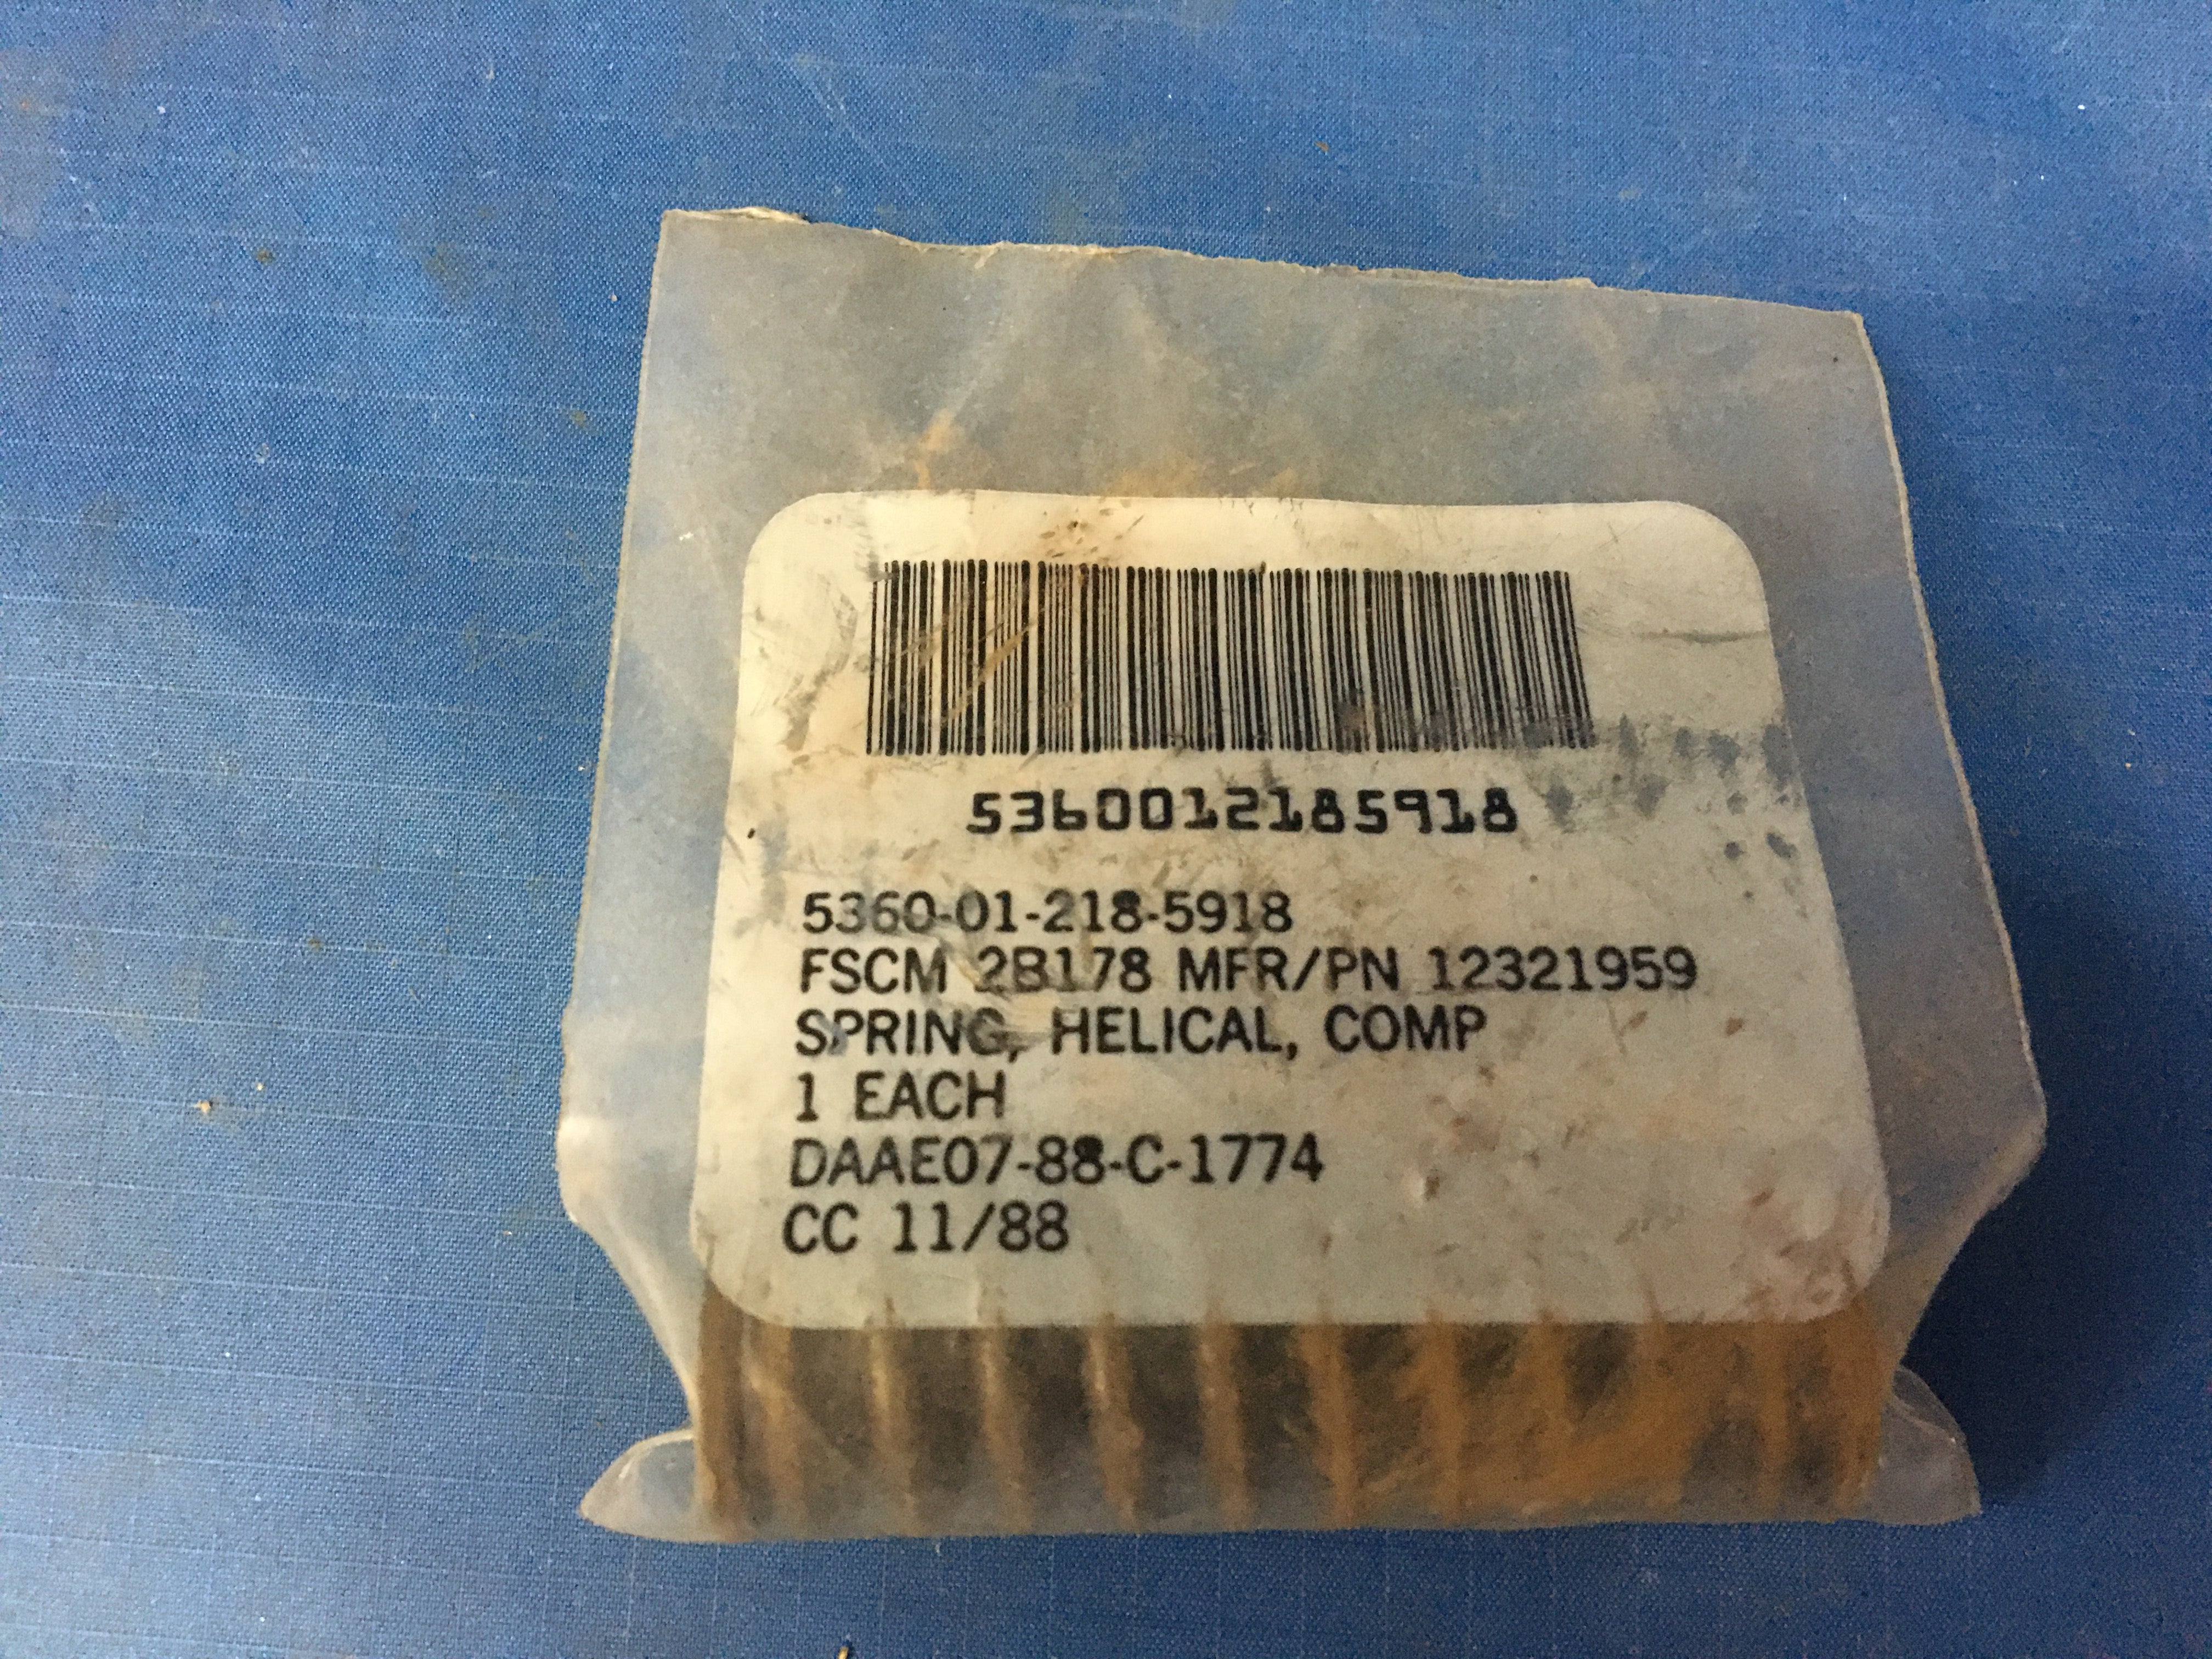 5360012185918
5360-01-218-5918
FSCM 2B178 MFR/PN 12321959
SPRING, HELICAL, COMP
1 EACH
DAAE07-88-C-1774
CC 11/88